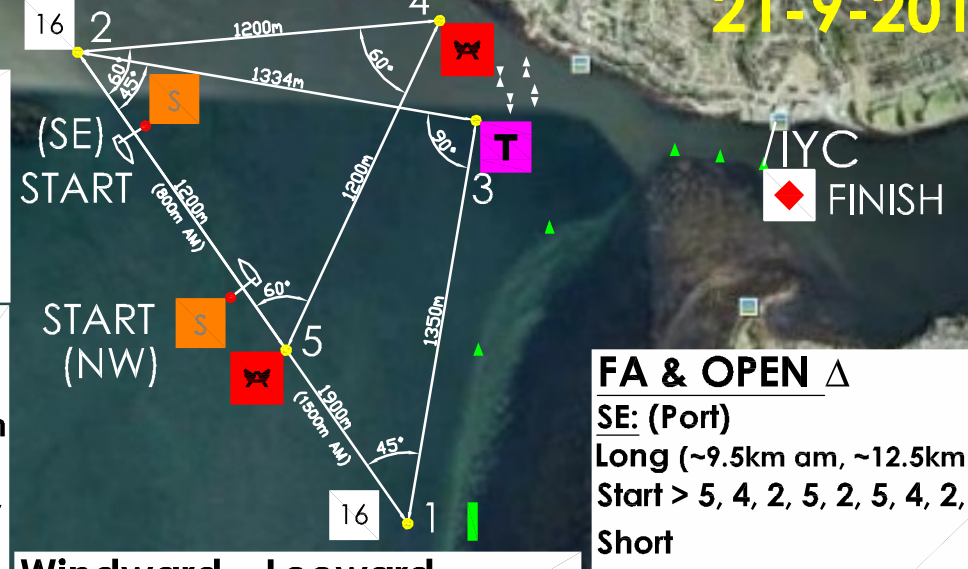 21-9-201
16
2
4
1200m
60°
60°
45°
1334m
S
(SE)
START
T
90°
3
IYC
FINISH
1200m
1200m
(800m AM)
START
(NW)
S
60°
5
1350m
1900m
(1500m AM)
45°
16
1
FA & OPEN Δ
SE: (Port)
Long (~9.5km am, ~12.5km
Start > 5, 4, 2, 5, 2, 5, 4, 2,
Short